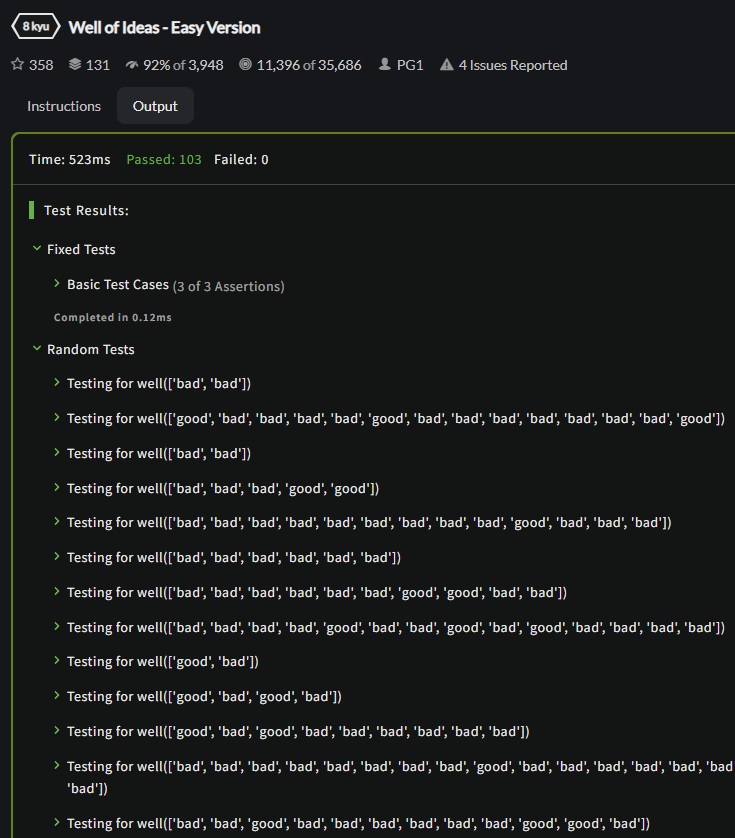 8 kyu Well of Ideas - Easy Version
358 131 92% of 3,948 11,396 of 35,686 PG1 4 Issues Reported
Instructions Output
Time: 523ms Passed: 103 Failed: 0
Test Results:
Fixed Tests
Basic Test Cases (3 of 3 Assertions)
Completed in 0.12ms
Random Tests
Testing for well(['bad', 'bad'])
Testing for well(['good', 'bad', 'bad', 'bad', 'bad', 'good', 'bad', 'bad', 'bad', 'bad', 'bad', 'bad', 'bad', 'good'])
Testing for well(['bad', 'bad'])
Testing for well(['bad', 'bad', 'bad', 'good', 'good'])
Testing for well(['bad', 'bad', 'bad', 'bad', 'bad', 'bad', 'bad', 'bad', 'bad', 'good', 'bad', 'bad', 'bad'])
Testing for well(['bad', 'bad', 'bad', 'bad', 'bad', 'bad'])
Testing for well(['bad', 'bad', 'bad', 'bad', 'bad', 'bad', 'good', 'good', 'bad', 'bad'])
Testing for well(['bad', 'bad', 'bad', 'bad', 'good', 'bad', 'bad', 'good', 'bad', 'good', 'bad', 'bad', 'bad', 'bad'])
Testing for well(['good', 'bad'])
Testing for well(['good', 'bad', 'good', 'bad'])
Testing for well(['good', 'bad', 'good', 'bad', 'bad', 'bad', 'bad', 'bad', 'bad'])
Testing for well(['bad', 'bad', 'bad', 'bad', 'bad', 'bad', 'bad', 'bad', 'good', 'bad', 'bad', 'bad', 'bad', 'bad', 'bad
'bad'])
Testing for well(['bad', 'bad', 'good', 'bad', 'bad', 'bad', 'bad', 'bad', 'bad', 'good', 'good', 'bad'])